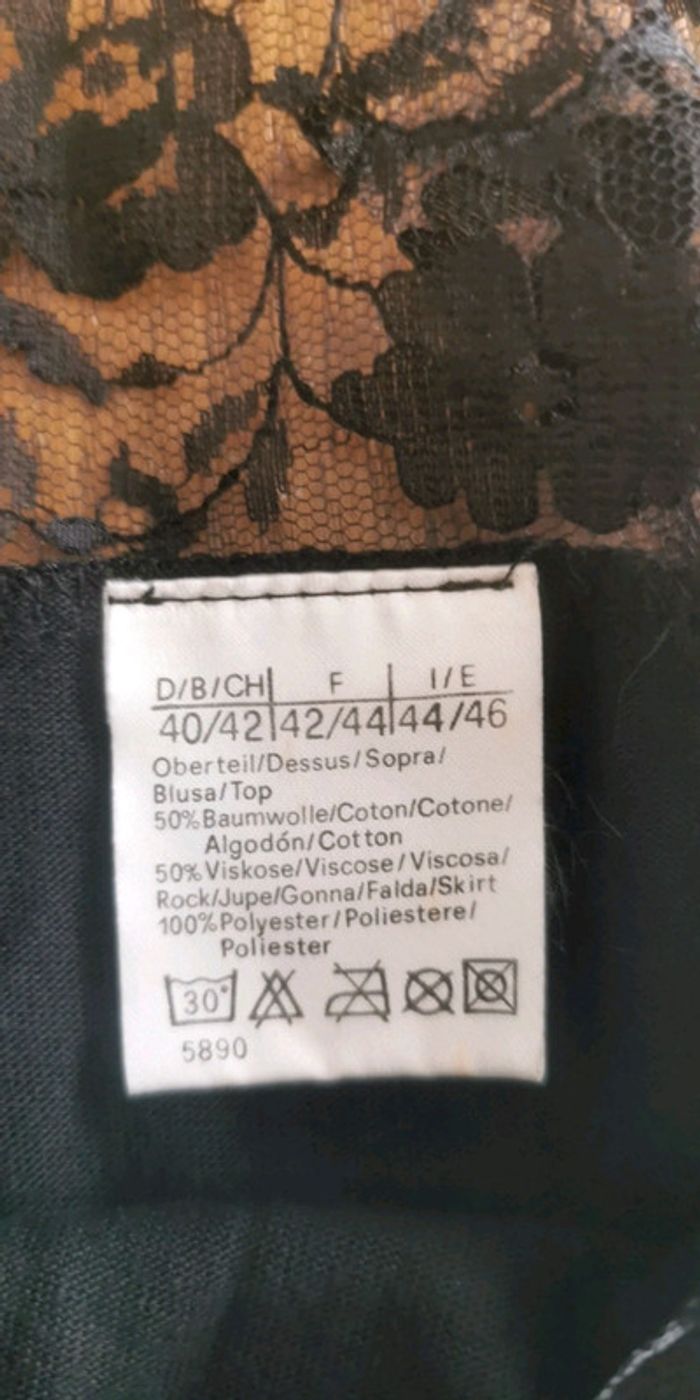 D/B/CH F I/E
40/42 42/44 44/46
Oberteil/Dessus/Sopra/
Blusa/Top
50% Baumwolle/Coton/Cotone/
Algodón/Cotton
50% Viskose/Viscose/Viscosa/
Rock/Jupe/Gonna/Falda/Skirt
100% Polyester/Poliestere/
Poliester
30°
5890